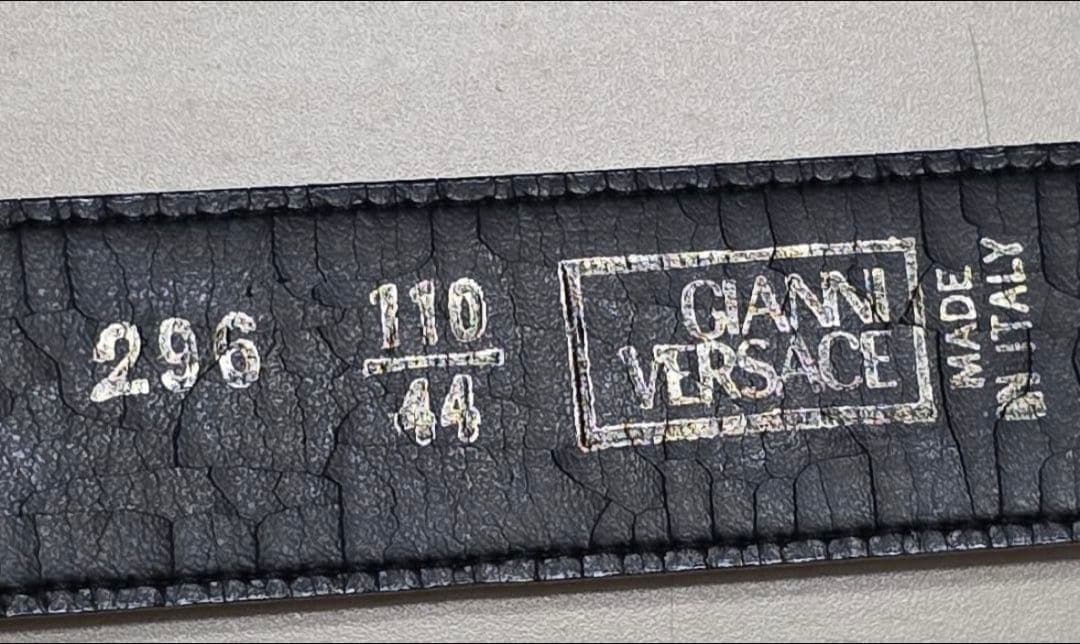 296
110
44
GIANNI
VERSACE
MADE
IN ITALY